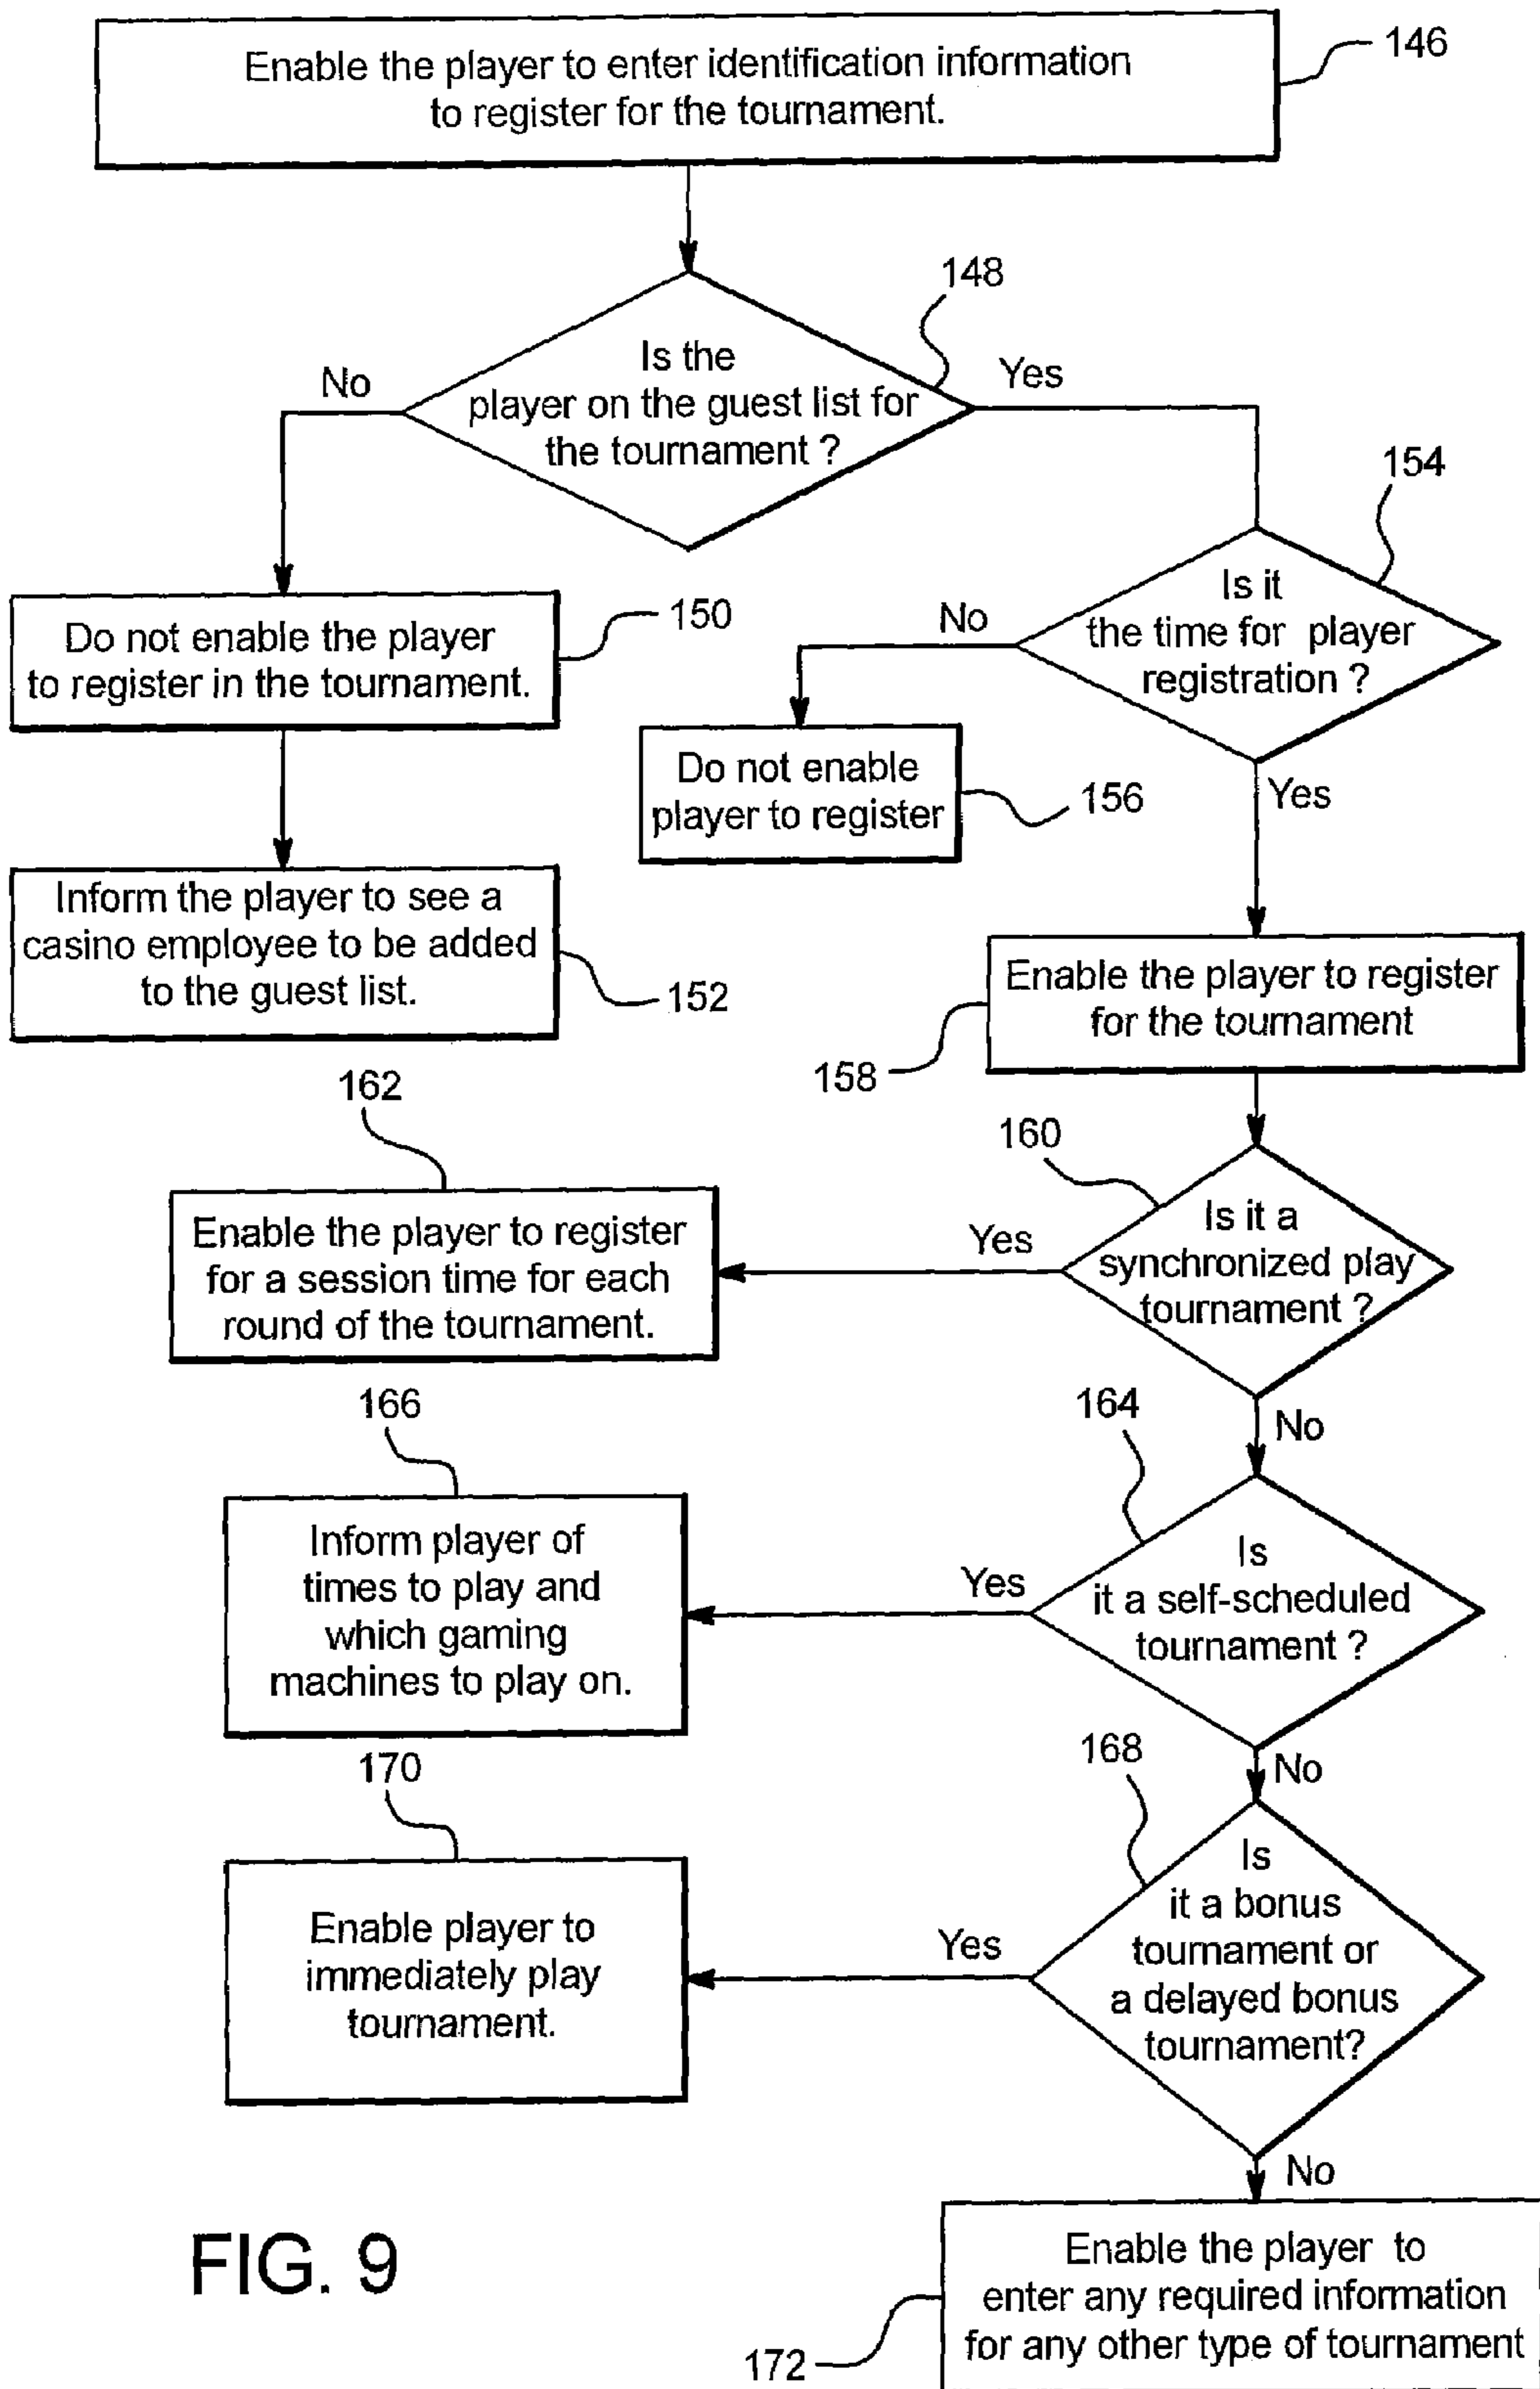 Enable the player to enter identification information
to register for the tournament.
146
148
Is the
player on the guest list for
the tournament ?
No
Yes
154
Is it
the time for player
registration ?
No
Yes
150
Do not enable the player
to register in the tournament.
Do not enable
player to register
156
Inform the player to see a
casino employee to be added
to the guest list.
152
Enable the player to register
for the tournament
158
160
Is it a
synchronized play
tournament ?
Yes
No
162
Enable the player to register
for a session time for each
round of the tournament.
164
Is
it a self-scheduled
tournament ?
Yes
No
166
Inform player of
times to play and
which gaming
machines to play on.
168
Is
it a bonus
tournament or
a delayed bonus
tournament?
Yes
No
170
Enable player to
immediately play
tournament.
Enable the player to
enter any required information
for any other type of tournament
172
FIG. 9